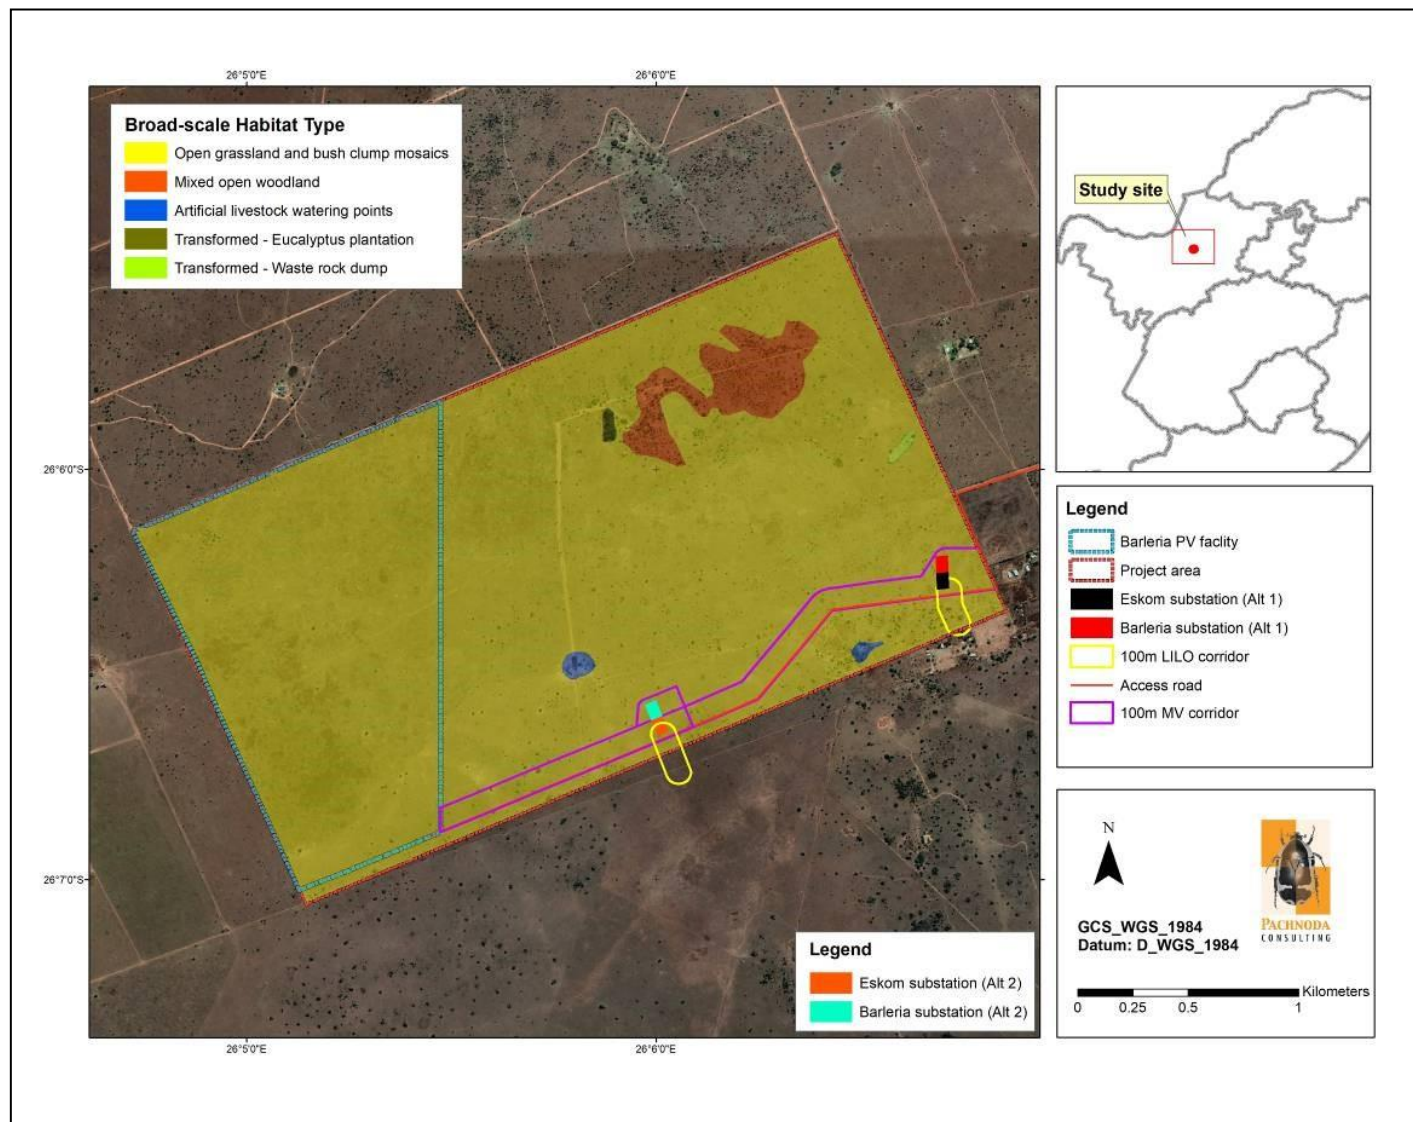 26°5'0"E
26°6'0"E
Broad-scale Habitat Type
Open grassland and bush clump mosaics
Mixed open woodland
Artificial livestock watering points
Transformed - Eucalyptus plantation
Transformed - Waste rock dump
Study site
26°6'0"S
26°7'0"S
Legend
Barleria PV faclity
Project area
Eskom substation (Alt 1)
Barleria substation (Alt 1)
100m LILO corridor
Access road
100m MV corridor
Legend
Eskom substation (Alt 2)
Barleria substation (Alt 2)
26°5'0"E
26°6'0"E
N
GCS_WGS_1984
Datum: D_WGS_1984
PACHNODA
CONSULTING
Kilometers
0 0.25 0.5 1